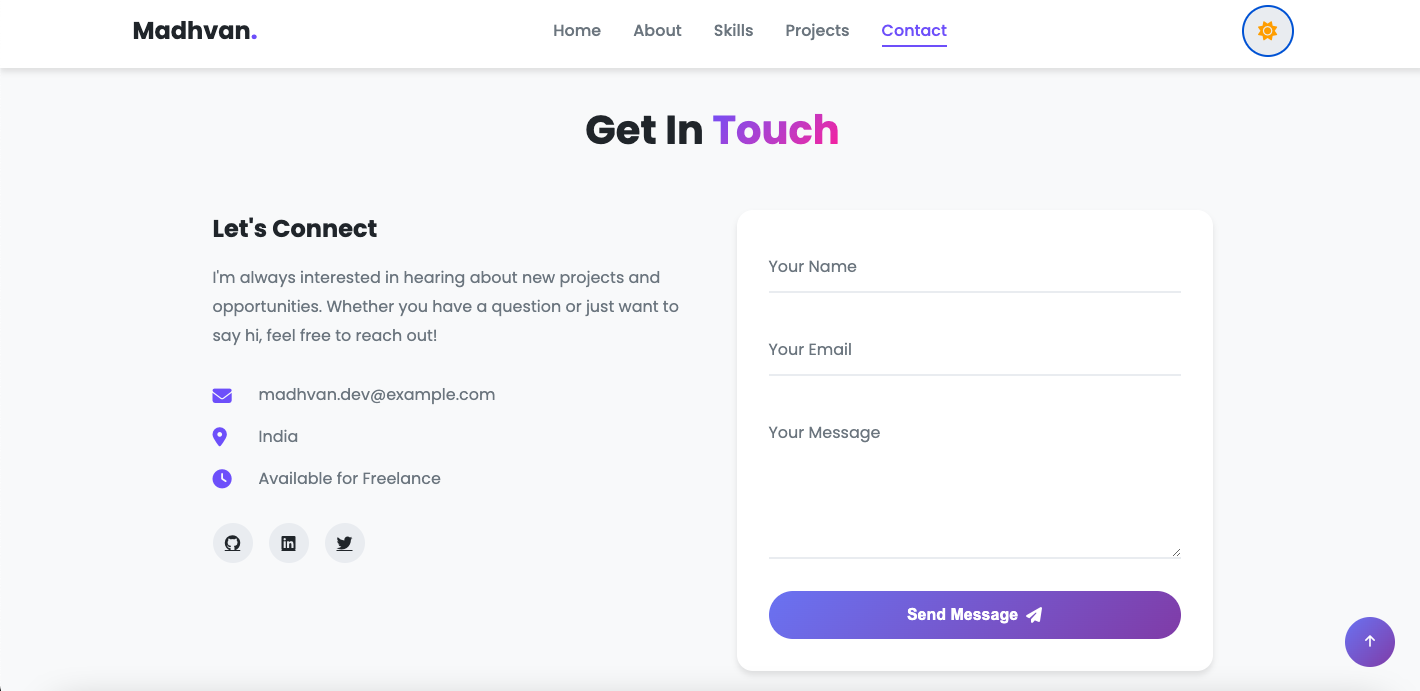 Madhvan.
Home
About
Skills
Projects
Contact
Get In Touch
Let's Connect
I'm always interested in hearing about new projects and
opportunities. Whether you have a question or just want to
say hi, feel free to reach out!
madhvan.dev@example.com
India
Available for Freelance
Your Name
Your Email
Your Message
Send Message